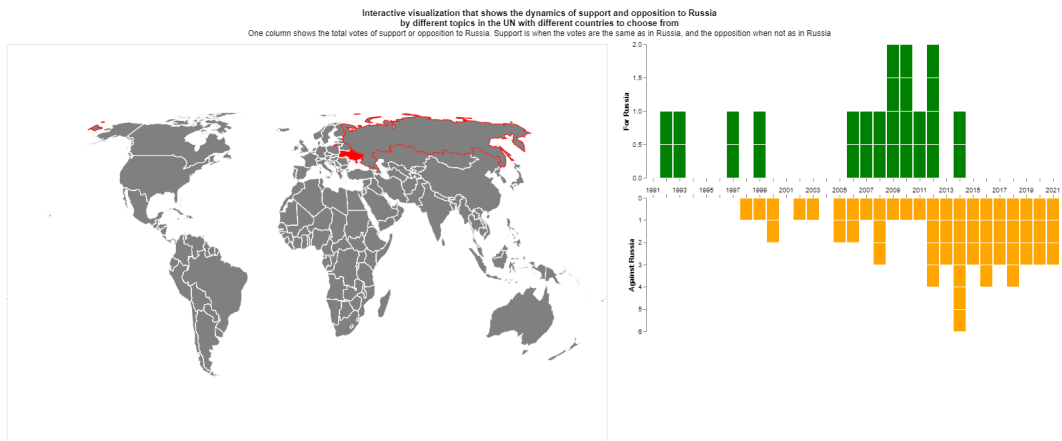 Interactive visualization that shows the dynamics of support and opposition to Russia
by different topics in the UN with different countries to choose from
One column shows the total votes of support or opposition to Russia. Support is when the votes are the same as in Russia, and the opposition when not as in Russia
For Russia
2.0
1.5
1.0
0.5
0.0
1991 1993 1995 1997 1999 2001 2003 2005 2007 2009 2011 2013 2015 2017 2019 2021
Against Russia
0
1
2
3
4
5
6